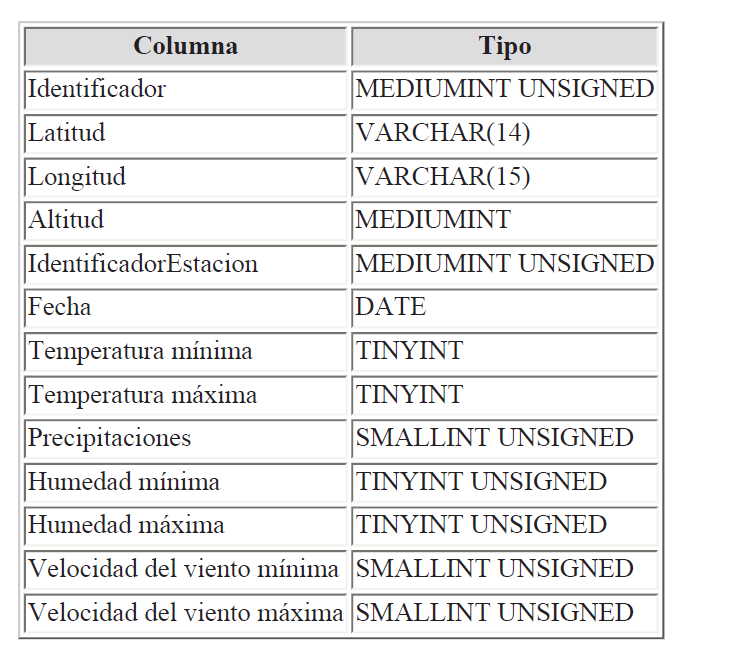 Columna Tipo
Identificador MEDIUMINT UNSIGNED
Latitud VARCHAR(14)
Longitud VARCHAR(15)
Altitud MEDIUMINT
IdentificadorEstacion MEDIUMINT UNSIGNED
Fecha DATE
Temperatura mínima TINYINT
Temperatura máxima TINYINT
Precipitaciones SMALLINT UNSIGNED
Humedad mínima TINYINT UNSIGNED
Humedad máxima TINYINT UNSIGNED
Velocidad del viento mínima SMALLINT UNSIGNED
Velocidad del viento máxima SMALLINT UNSIGNED